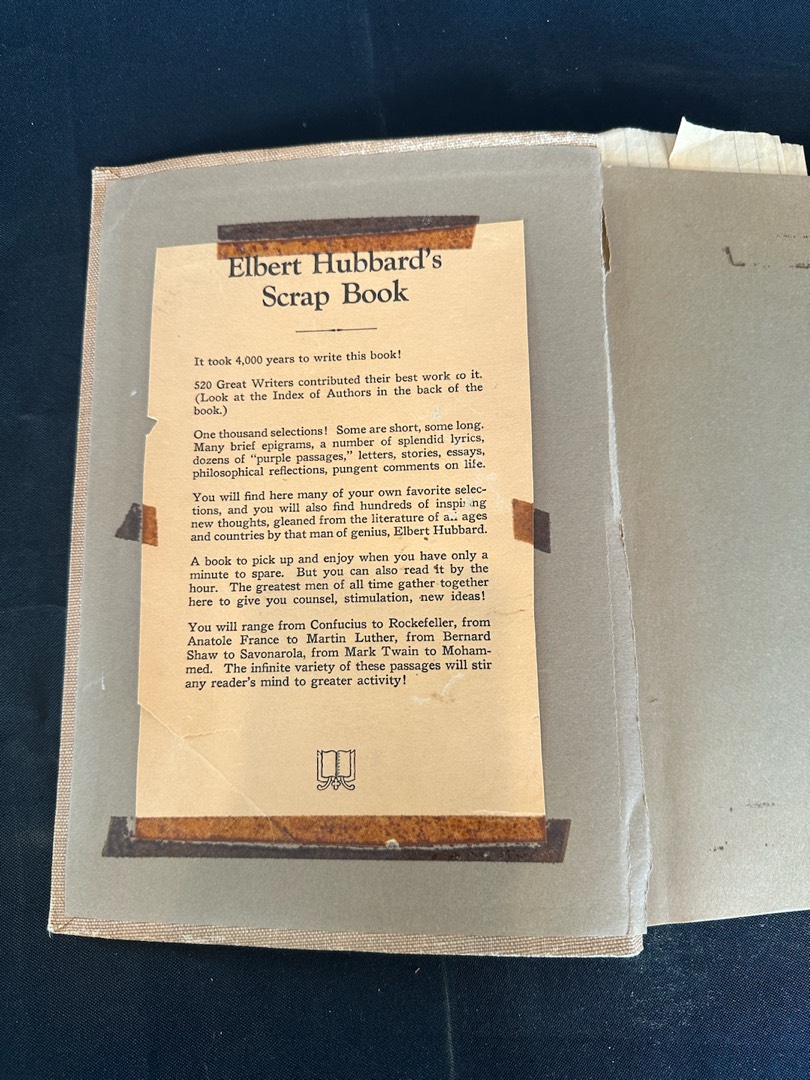 Elbert Hubbard's
Scrap Book
It took 4,000 years to write this book!
520 Great Writers contributed their best work to it.
(Look at the Index of Authors in the back of the
book.)
One thousand selections! Some are short, some long.
Many brief epigrams, a number of splendid lyrics,
dozens of "purple passages," letters, stories, essays,
philosophical reflections, pungent comments on life.
You will find here many of your own favorite selec-
tions, and you will also find hundreds of inspiring
new thoughts, gleaned from the literature of all ages
and countries by that man of genius, Elbert Hubbard.
A book to pick up and enjoy when you have only a
minute to spare. But you can also read it by the
hour. The greatest men of all time gather together
here to give you counsel, stimulation, new ideas!
You will range from Confucius to Rockefeller, from
Anatole France to Martin Luther, from Bernard
Shaw to Savonarola, from Mark Twain to Moham-
med. The infinite variety of these passages will stir
any reader's mind to greater activity!